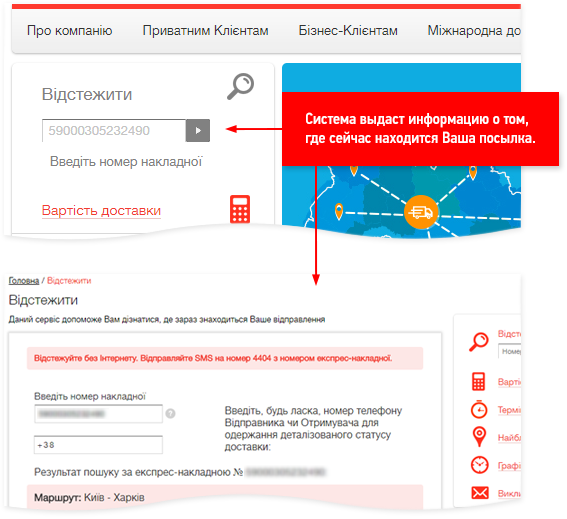 Про компанію Приватним Клієнтам Бізнес-Клієнтам Міжнародна до
Відстежити
59000305232490
Введіть номер накладної
Вартість доставки
Система выдаст информацию о том,
где сейчас находится Ваша посылка.
Головна / Відстежити
Відстежити
Даний сервіс допоможе Вам дізнатися, де зараз знаходиться Ваше відправлення
Відстежуйте без Інтернету. Відправляйте SMS на номер 4404 з номером експрес-накладної.
Введіть номер накладної
?
+38
Введіть, будь ласка, номер телефону
Відправника чи Отримувача для
одержання деталізованого статусу
доставки:
Результат пошуку за експрес-накладною №
Маршрут: Київ - Харків
Відсте
Номе
Варті
Термі
Найбл
Графі
Викли